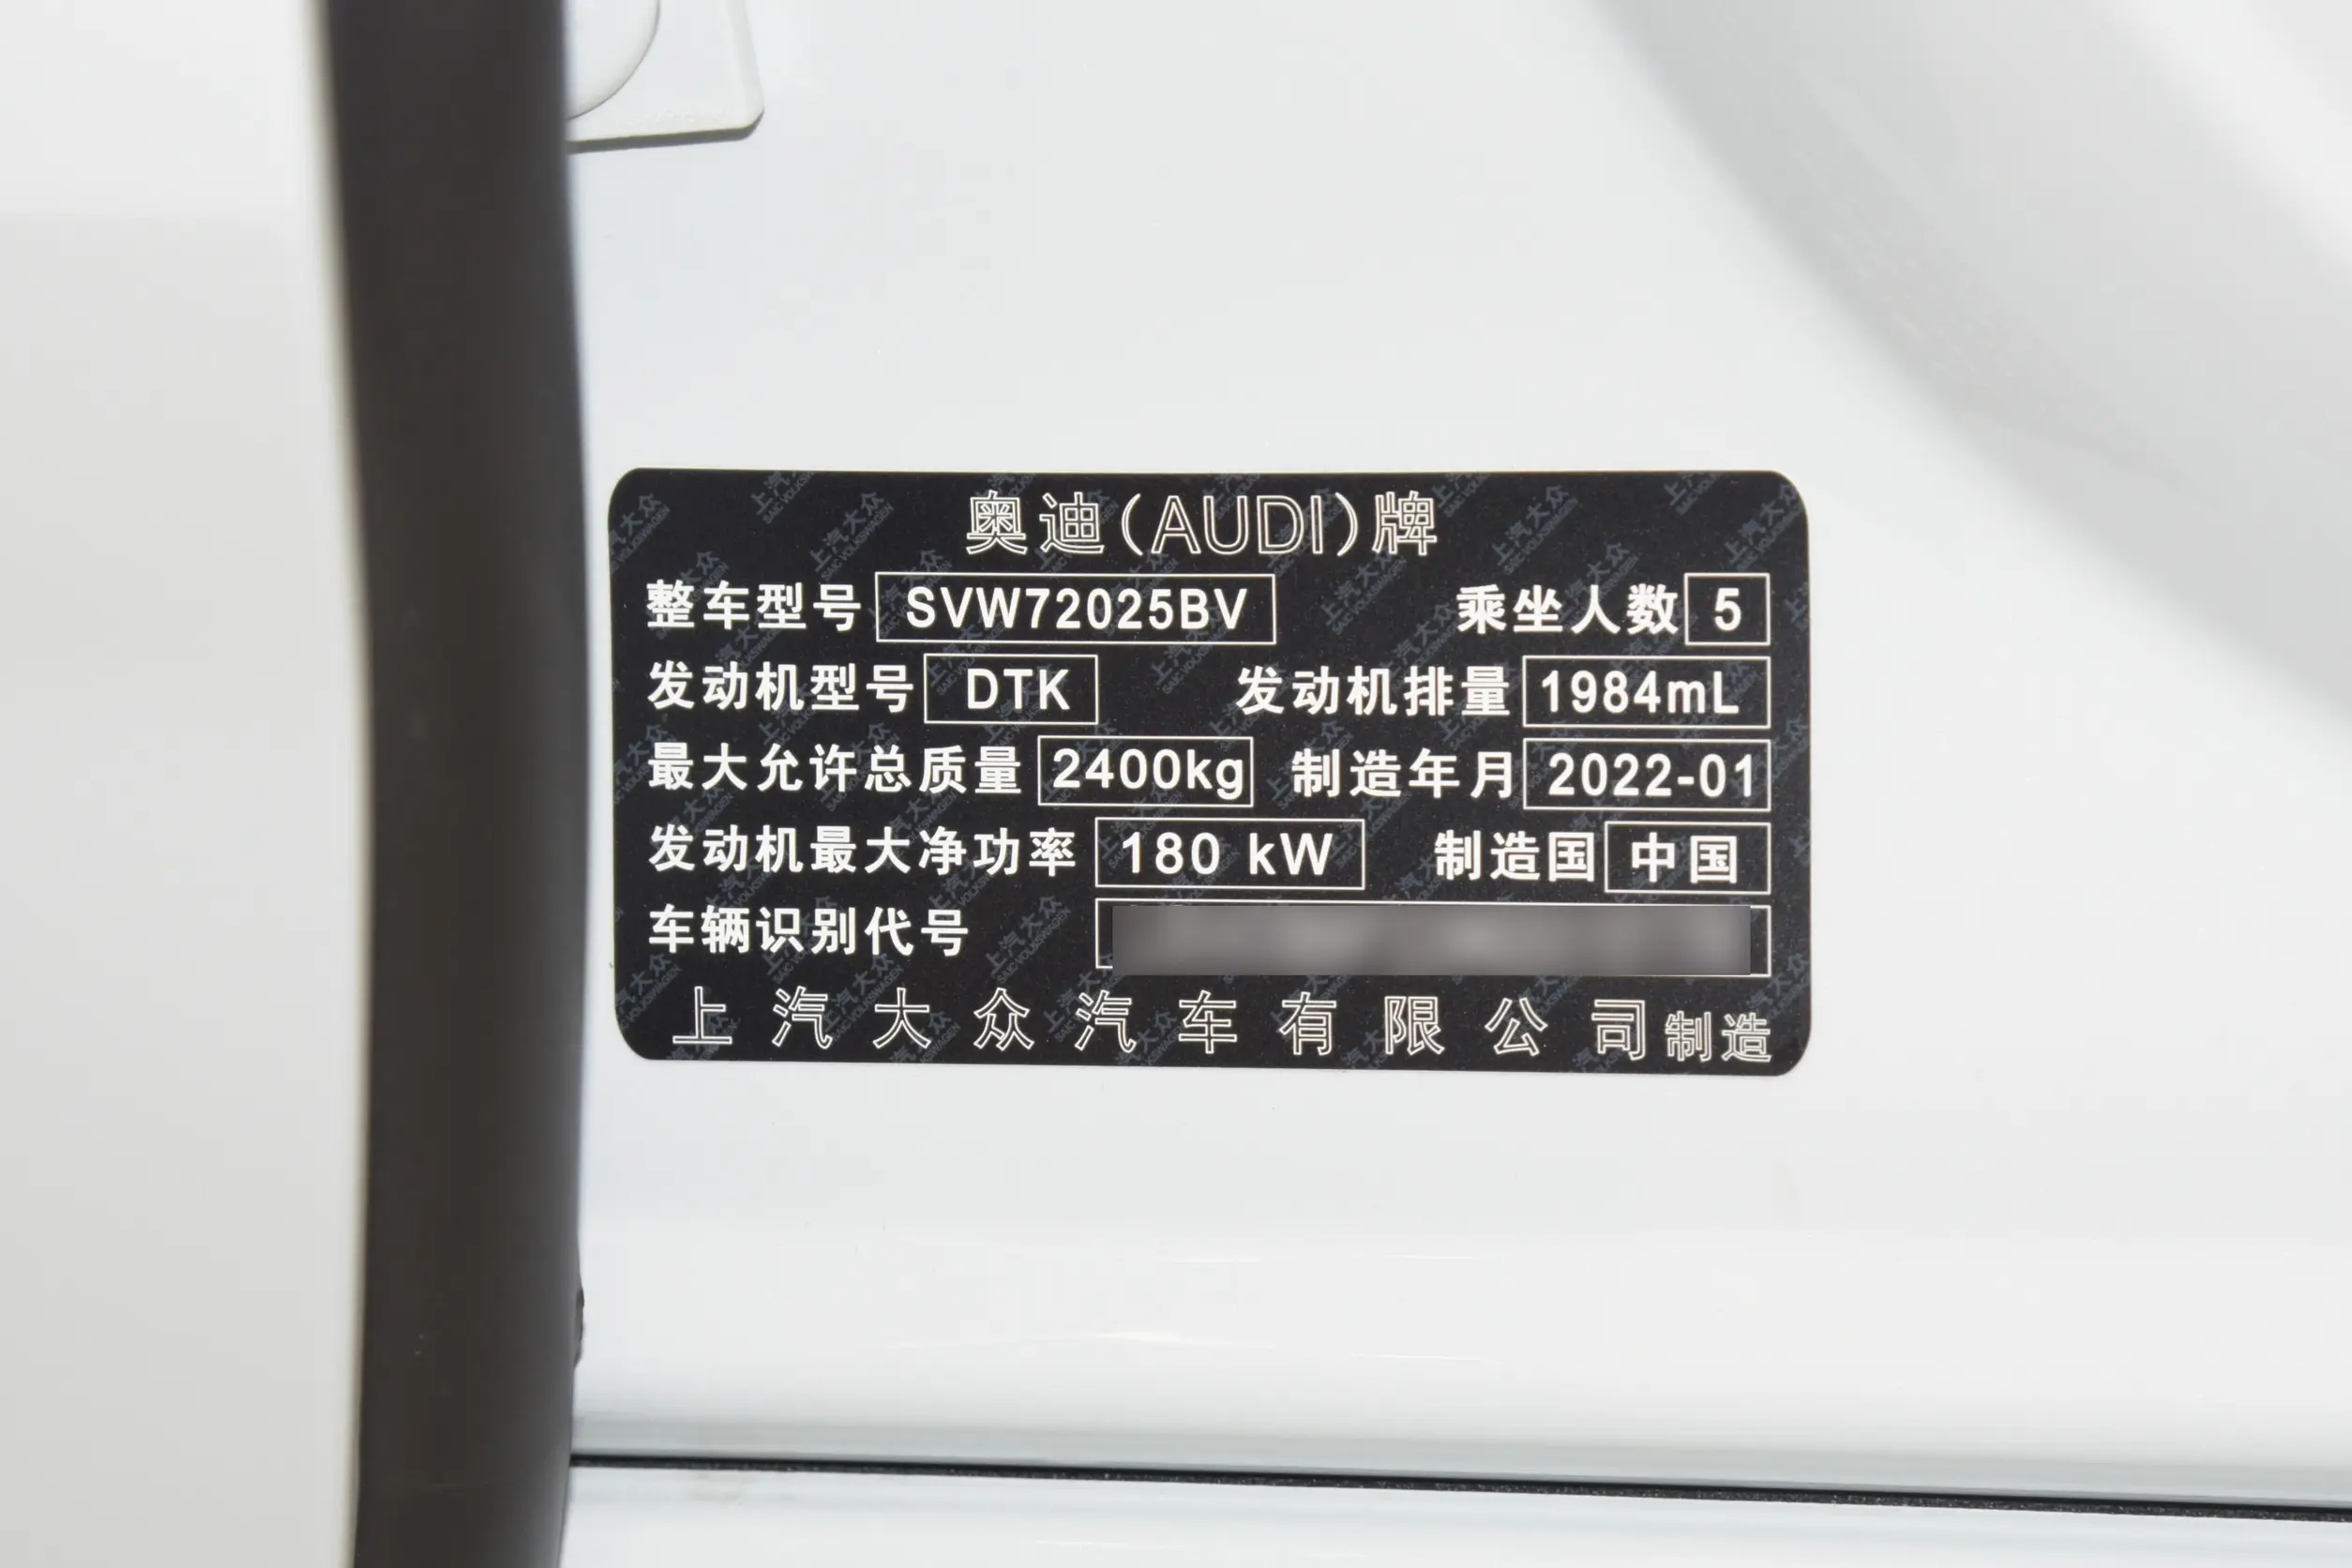 奥迪(AUDI)牌
整车型号 SVW72025BV 乘坐人数 5
发动机型号 DTK 发动机排量 1984mL
最大允许总质量 2400kg 制造年月 2022-01
发动机最大净功率 180 kW 制造国 中国
车辆识别代号
上汽大众汽车有限公司制造